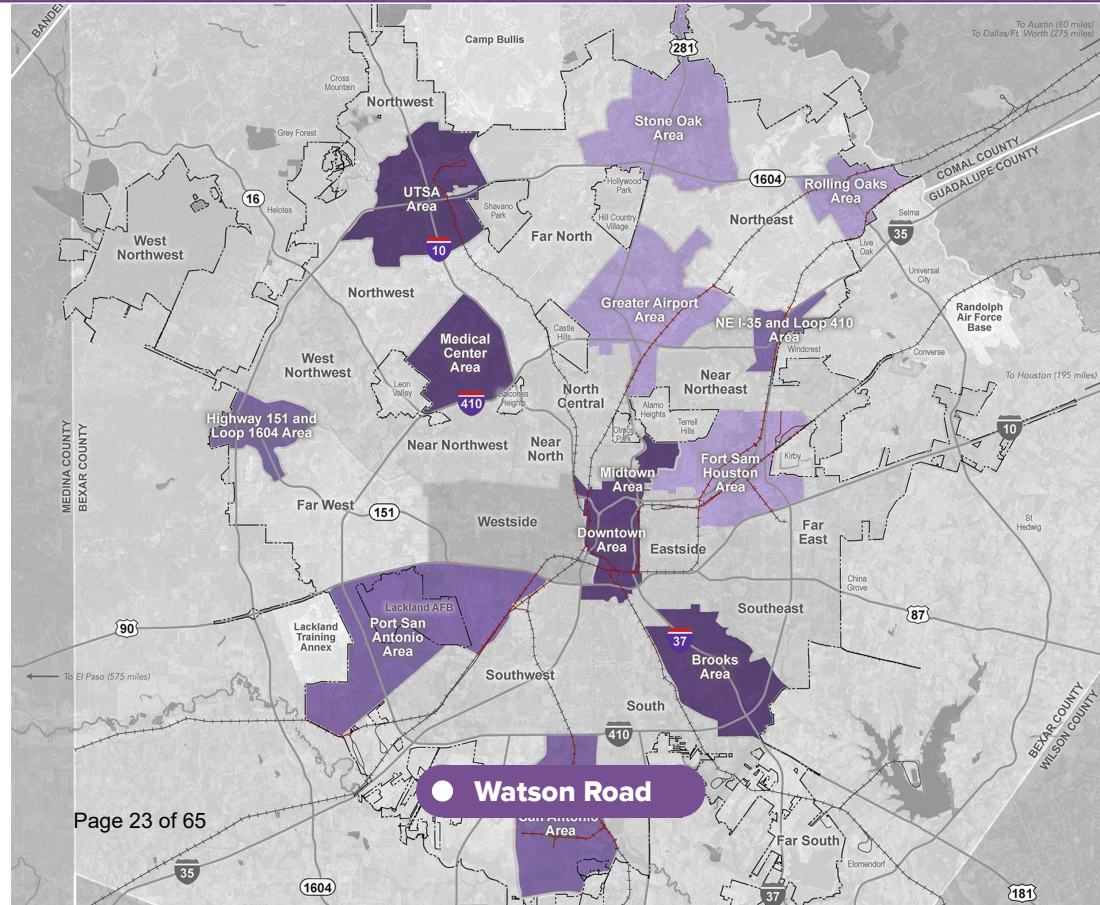 BANDE
Camp Bullis
281
To Austin (80 miles)
To Dallas/Ft. Worth (275 miles)
Cross
Mountain
Northwest
Stone Oak
Area
Grey Forest
COMAL COUNTY
GUADALUPE COUNTY
1604
Hollywood
Park
Rolling Oaks
Area
UTSA
Area
16
Helotes
Shavano
Park
Hill Country
Village
Northeast
Selma
35
Far North
West
Northwest
10
Live
Oak
Universal
City
Northwest
Greater Airport
Area
Randolph
Air Force
Base
NE I-35 and Loop 410
Area
Castle
Hills
Windcrest
Medical
Center
Area
Converse
West
Northwest
Leon
Valley
Near
Northeast
To Houston (195 miles)
410
Balcones
Heights
North
Central
Alamo
Heights
Terrell
Hills
Highway 151 and
Loop 1604 Area
Olmos
Park
10
Near Northwest
Near
North
Kirby
Fort Sam
Houston
Area
Midtown
Area
MEDINA COUNTY
BEXAR COUNTY
Far West
151
Westside
Downtown
Area
Eastside
Far
East
St
Hedwig
China
Grove
Lackland AFB
Port San
Antonio
Area
Lackland
Training
Annex
90
Southeast
87
37
Brooks
Area
To El Paso (575 miles)
Southwest
South
410
BEXAR COUNTY
WILSON COUNTY
Watson Road
San Antonio
Area
Page 23 of 65
Far South
Elomendorf
35
1604
37
181